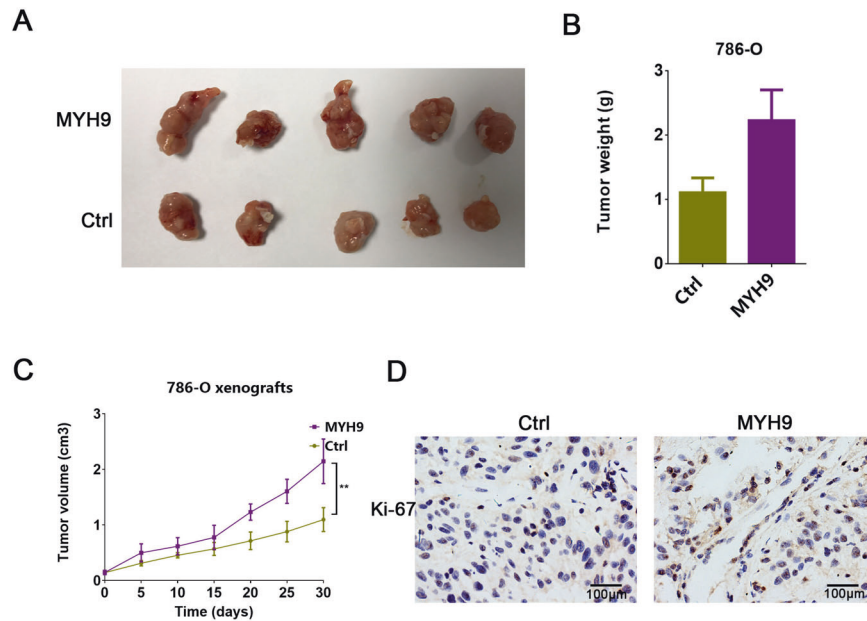 A
MYH9
Ctrl
B
786-O
Tumor weight (g)
3
2
1
0
Ctrl
MYH9
C
786-O xenografts
Tumor volume (cm3)
3
2
1
0
MYH9
Ctrl
**
0 5 10 15 20 25 30
Time (days)
D
Ctrl
MYH9
Ki-67
100μm
100μm